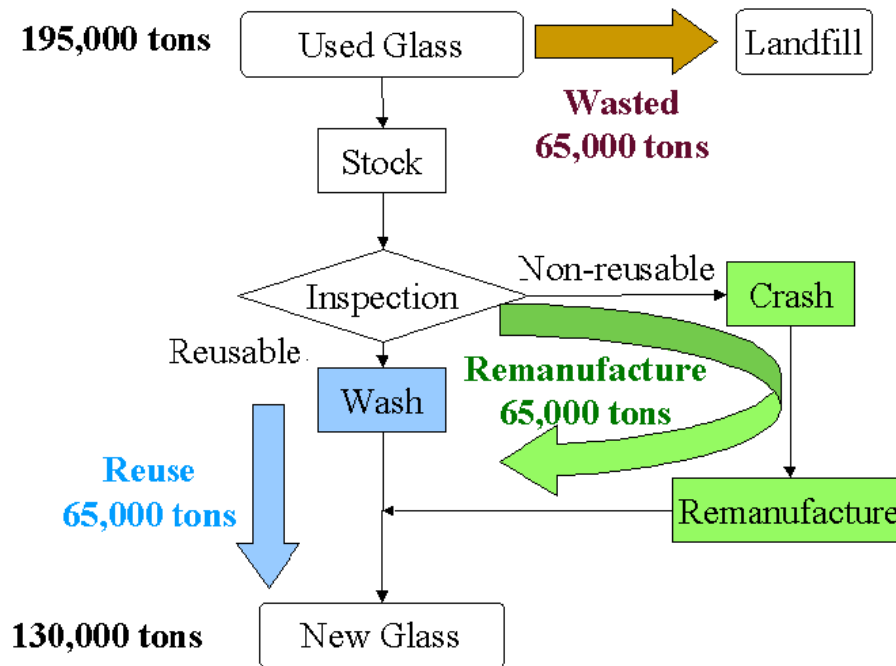 195,000 tons
Used Glass
Landfill
Wasted
65,000 tons
Stock
Inspection
Non-reusable
Crash
Reusable
Wash
Remanufacture
65,000 tons
Reuse
65,000 tons
Remanufacture
130,000 tons
New Glass